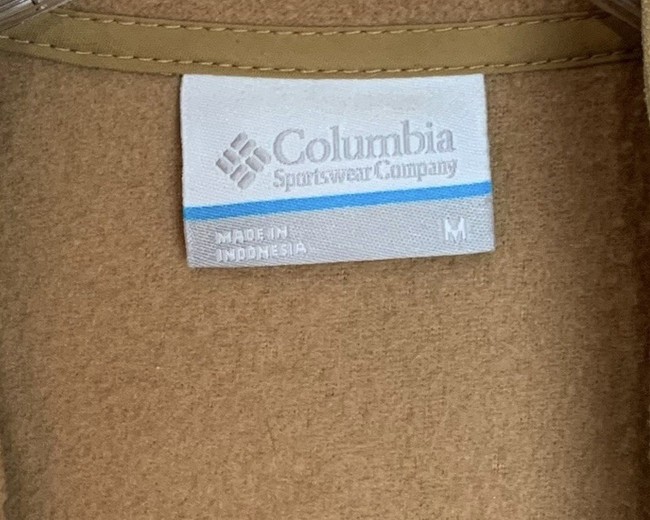 Columbia
Sportswear Company
MADE IN
INDONESIA
M